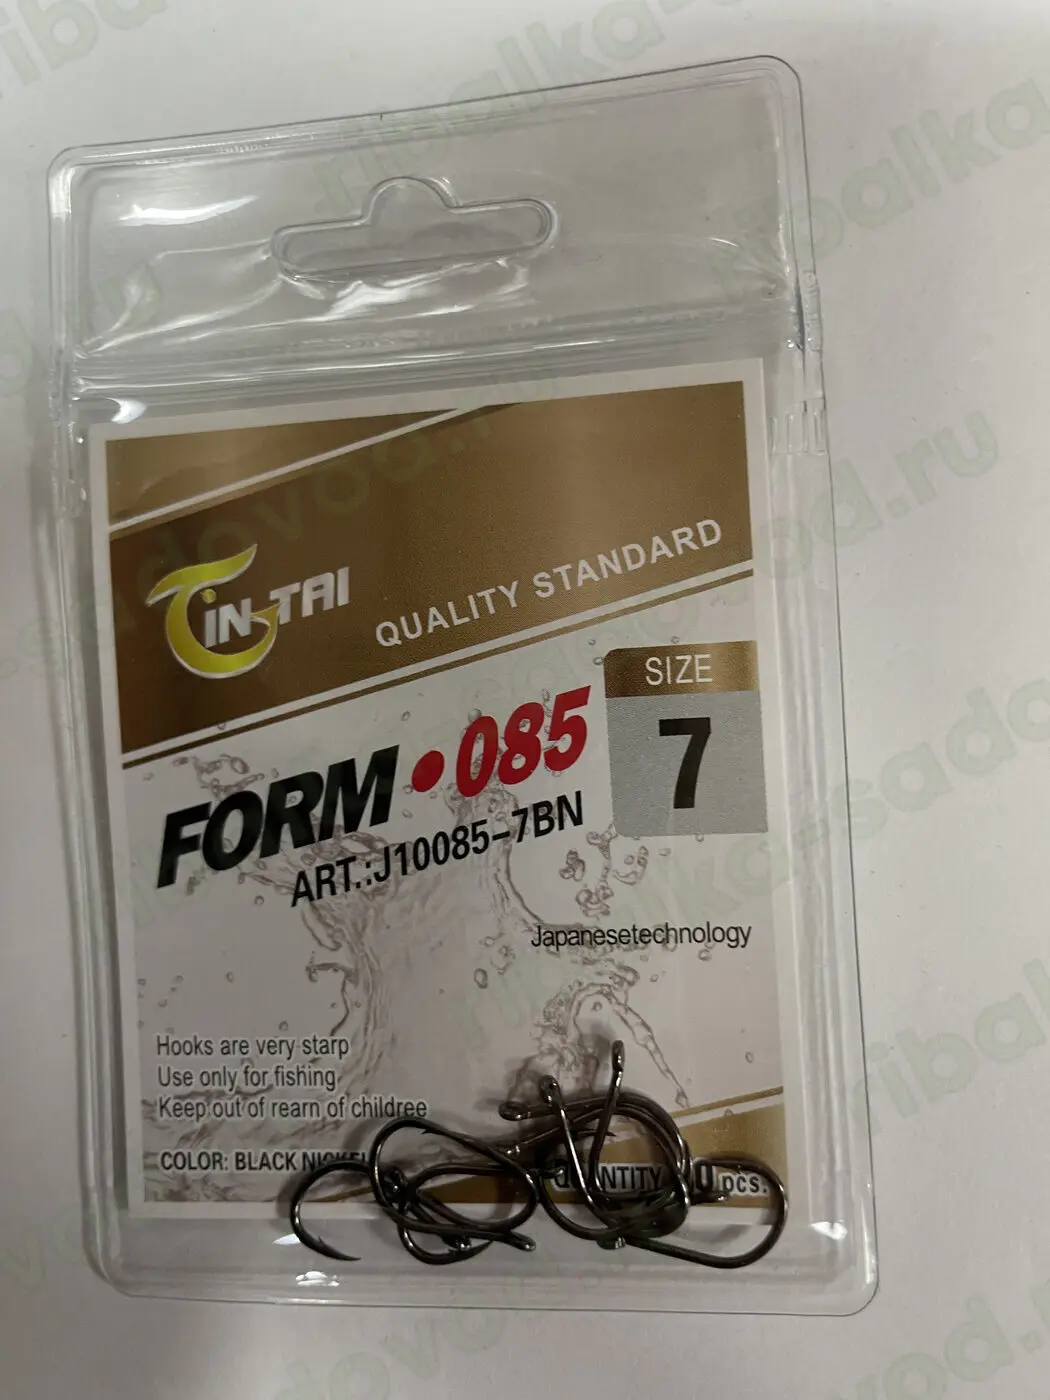 TIN-TAI
QUALITY STANDARD
SIZE
7
FORM•085
ART.:J10085-7BN
Japanesetechnology
Hooks are very starp
Use only for fishing
Keep out of rearn of childree
COLOR: BLACK NICKEL
QUANTITY pcs.